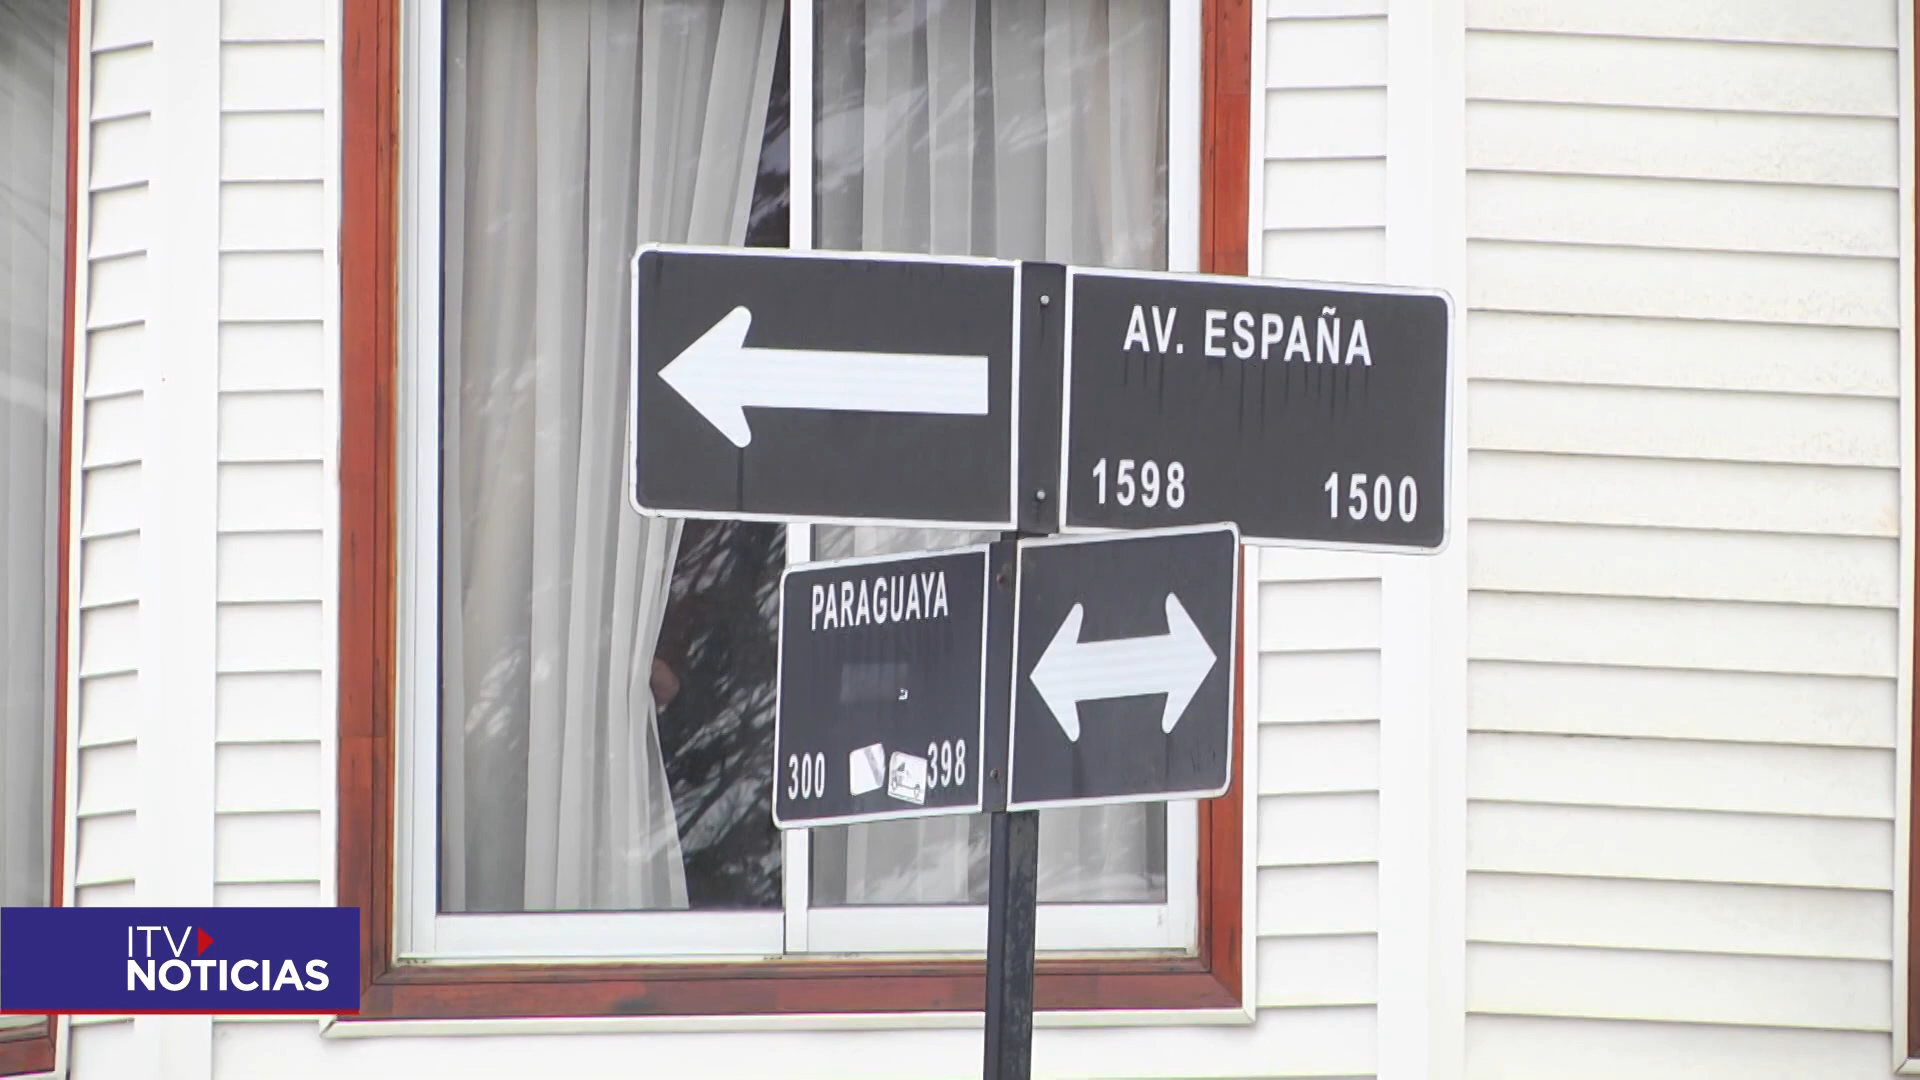 AV. ESPAÑA
1598 1500
PARAGUAYA
300 398
ITV
NOTICIAS